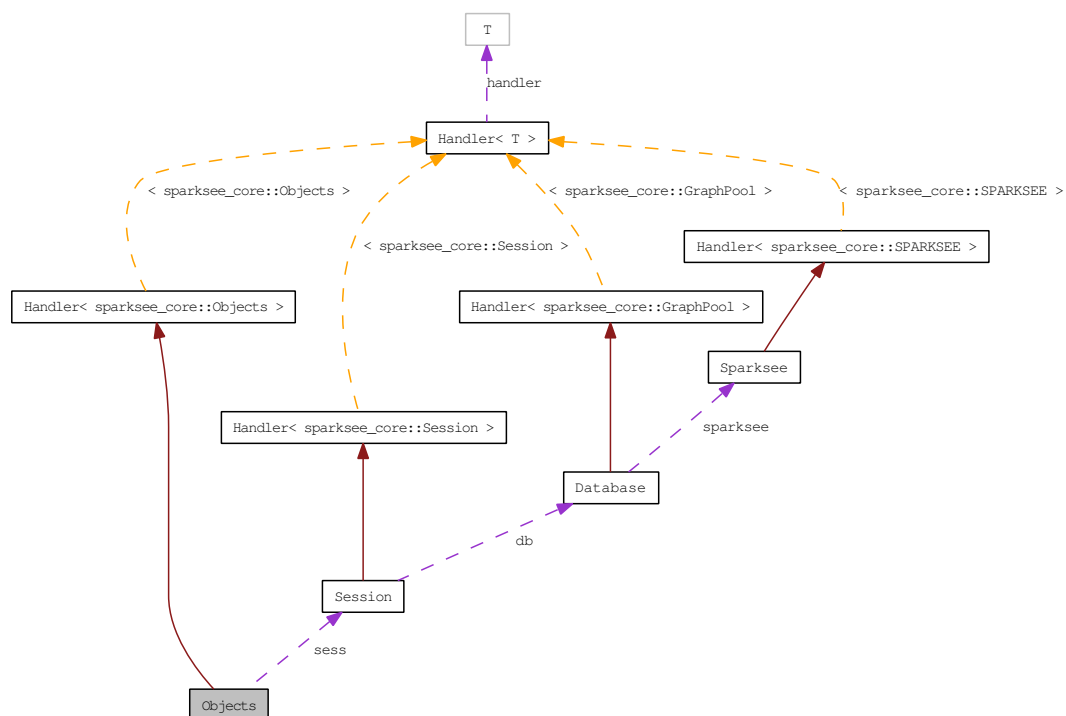 T
handler
Handler< T >
< sparksee_core::Objects >
< sparksee_core::GraphPool >
< sparksee_core::SPARKSEE >
< sparksee_core::Session >
Handler< sparksee_core::SPARKSEE >
Handler< sparksee_core::Objects >
Handler< sparksee_core::GraphPool >
Sparksee
Handler< sparksee_core::Session >
sparksee
Database
db
Session
sess
Objects